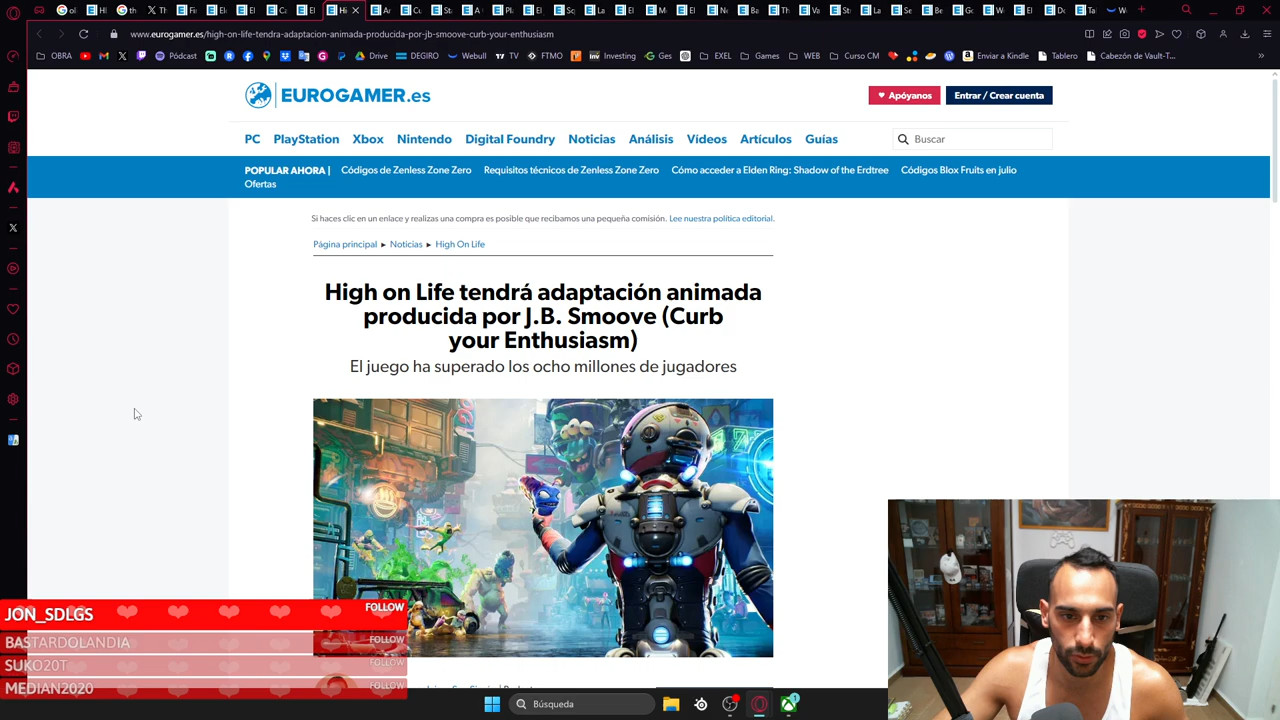 www.eurogamer.es/high-on-life-tendra-adaptacion-animada-producida-por-jb-smoove-curb-your-enthusiasm
OBRA
Pódcast
Drive
DEGIRO
Webull
TV
FTMO
Investing
Ges
EXEL
Games
WEB
Curso CM
Enviar a Kindle
Tablero
Cabezón de Vault-T...
EUROGAMER.es
Apóyanos
Entrar / Crear cuenta
PC PlayStation Xbox Nintendo Digital Foundry Noticias Análisis Vídeos Artículos Guías
Buscar
POPULAR AHORA | Códigos de Zenless Zone Zero Requisitos técnicos de Zenless Zone Zero Cómo acceder a Elden Ring: Shadow of the Erdtree Códigos Blox Fruits en julio
Ofertas
Si haces clic en un enlace y realizas una compra es posible que recibamos una pequeña comisión. Lee nuestra política editorial.
Página principal ▸ Noticias ▸ High On Life
High on Life tendrá adaptación animada
producida por J.B. Smoove (Curb
your Enthusiasm)
El juego ha superado los ocho millones de jugadores
JON_SDLGS FOLLOW
BASTARDOLANDIA FOLLOW
SUKO20T FOLLOW
MEDIAN2020 FOLLOW
Búsqueda